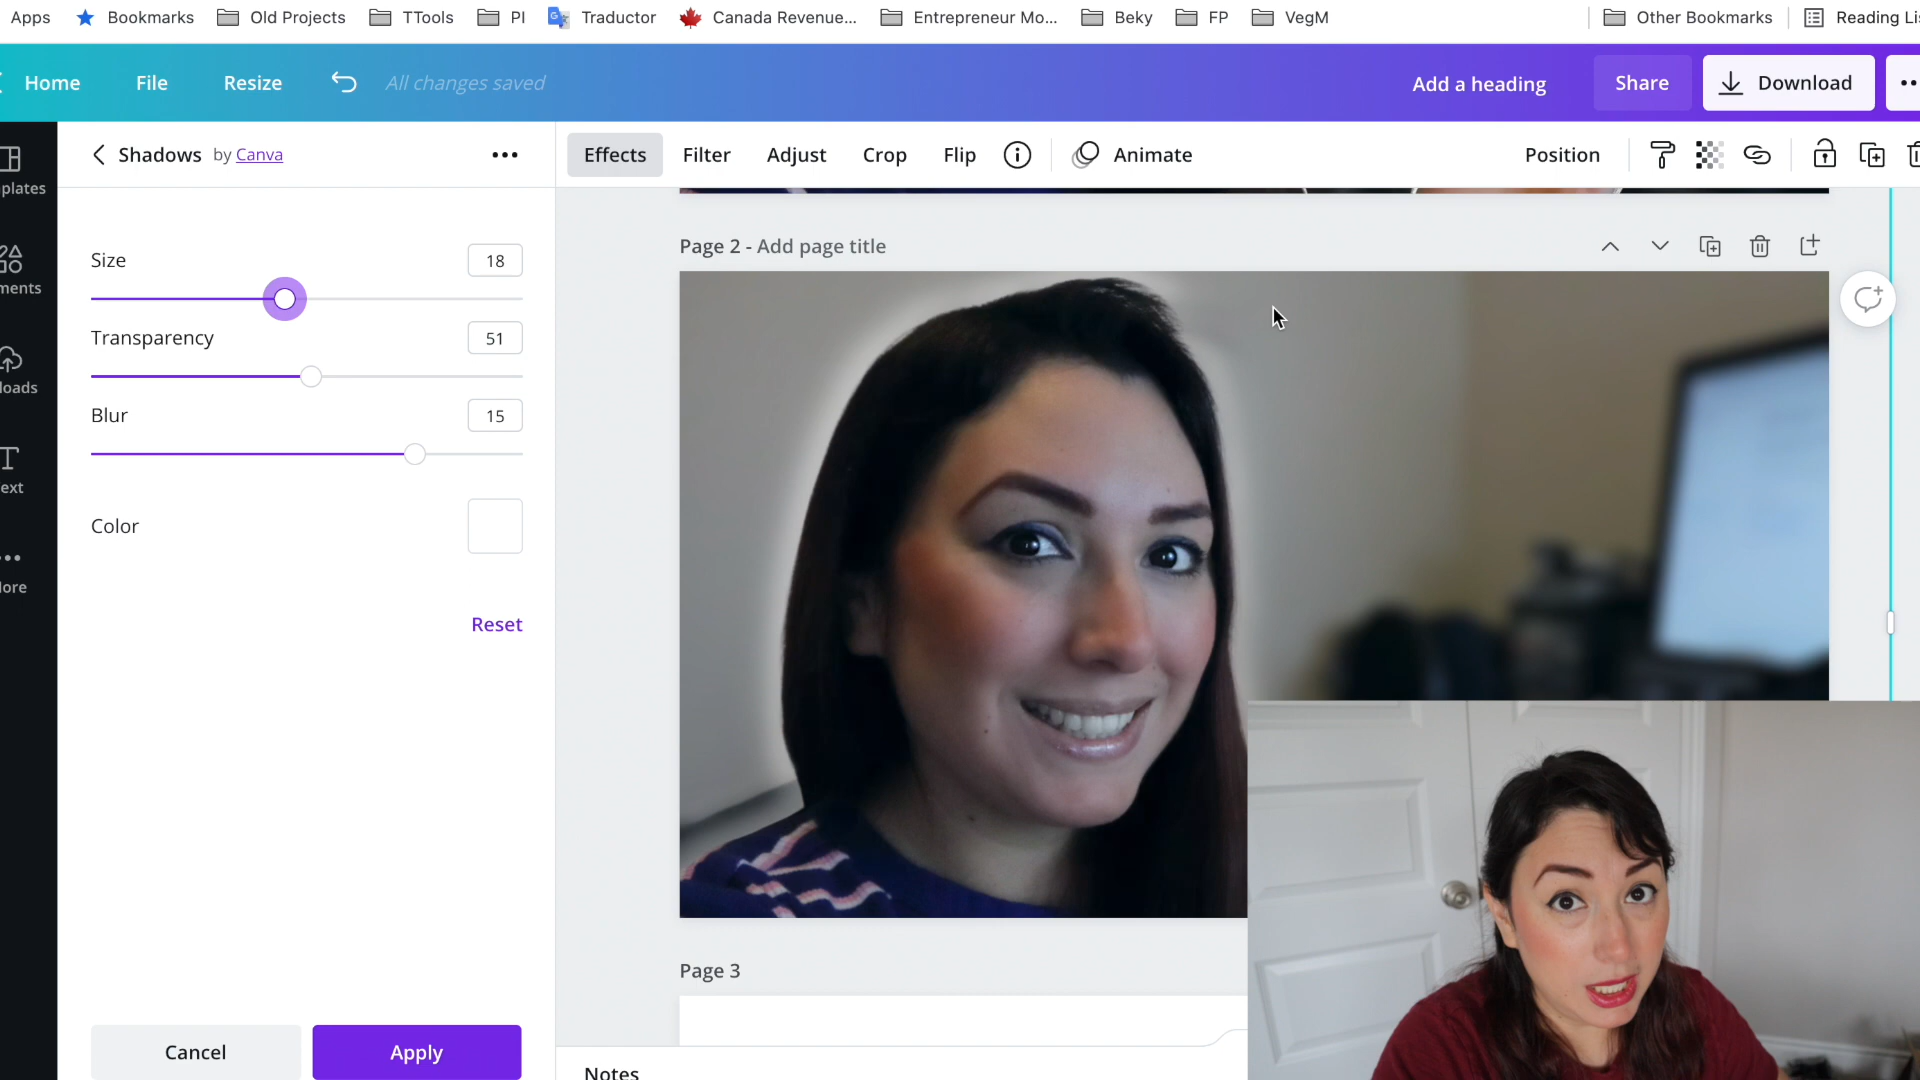 Apps Bookmarks Old Projects TTools PI Traductor Canada Revenue... Entrepreneur Mo... Beky FP VegM Other Bookmarks Reading Lis
Home File Resize All changes saved Add a heading Share Download
Shadows by Canva Effects Filter Adjust Crop Flip Animate Position
plates
Page 2 - Add page title
Size 18
ments
Transparency 51
loads
Blur 15
ext
Color
ore
Reset
Page 3
Cancel Apply
Notes